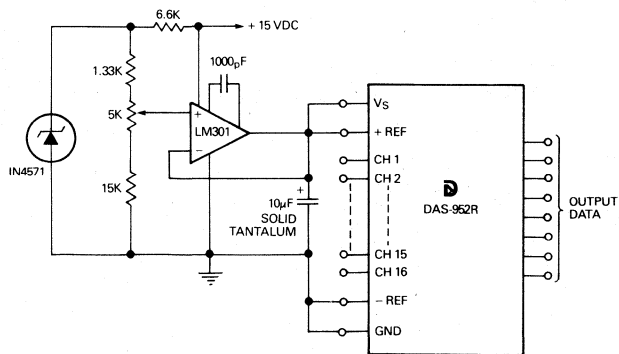 6.6K
+ 15 VDC
1.33K
1000pF
5K
+
LM301
−
IN4571
15K
+
10µF
SOLID
TANTALUM
VS
+ REF
CH 1
CH 2
DAS-952R
CH 15
CH 16
− REF
GND
OUTPUT
DATA